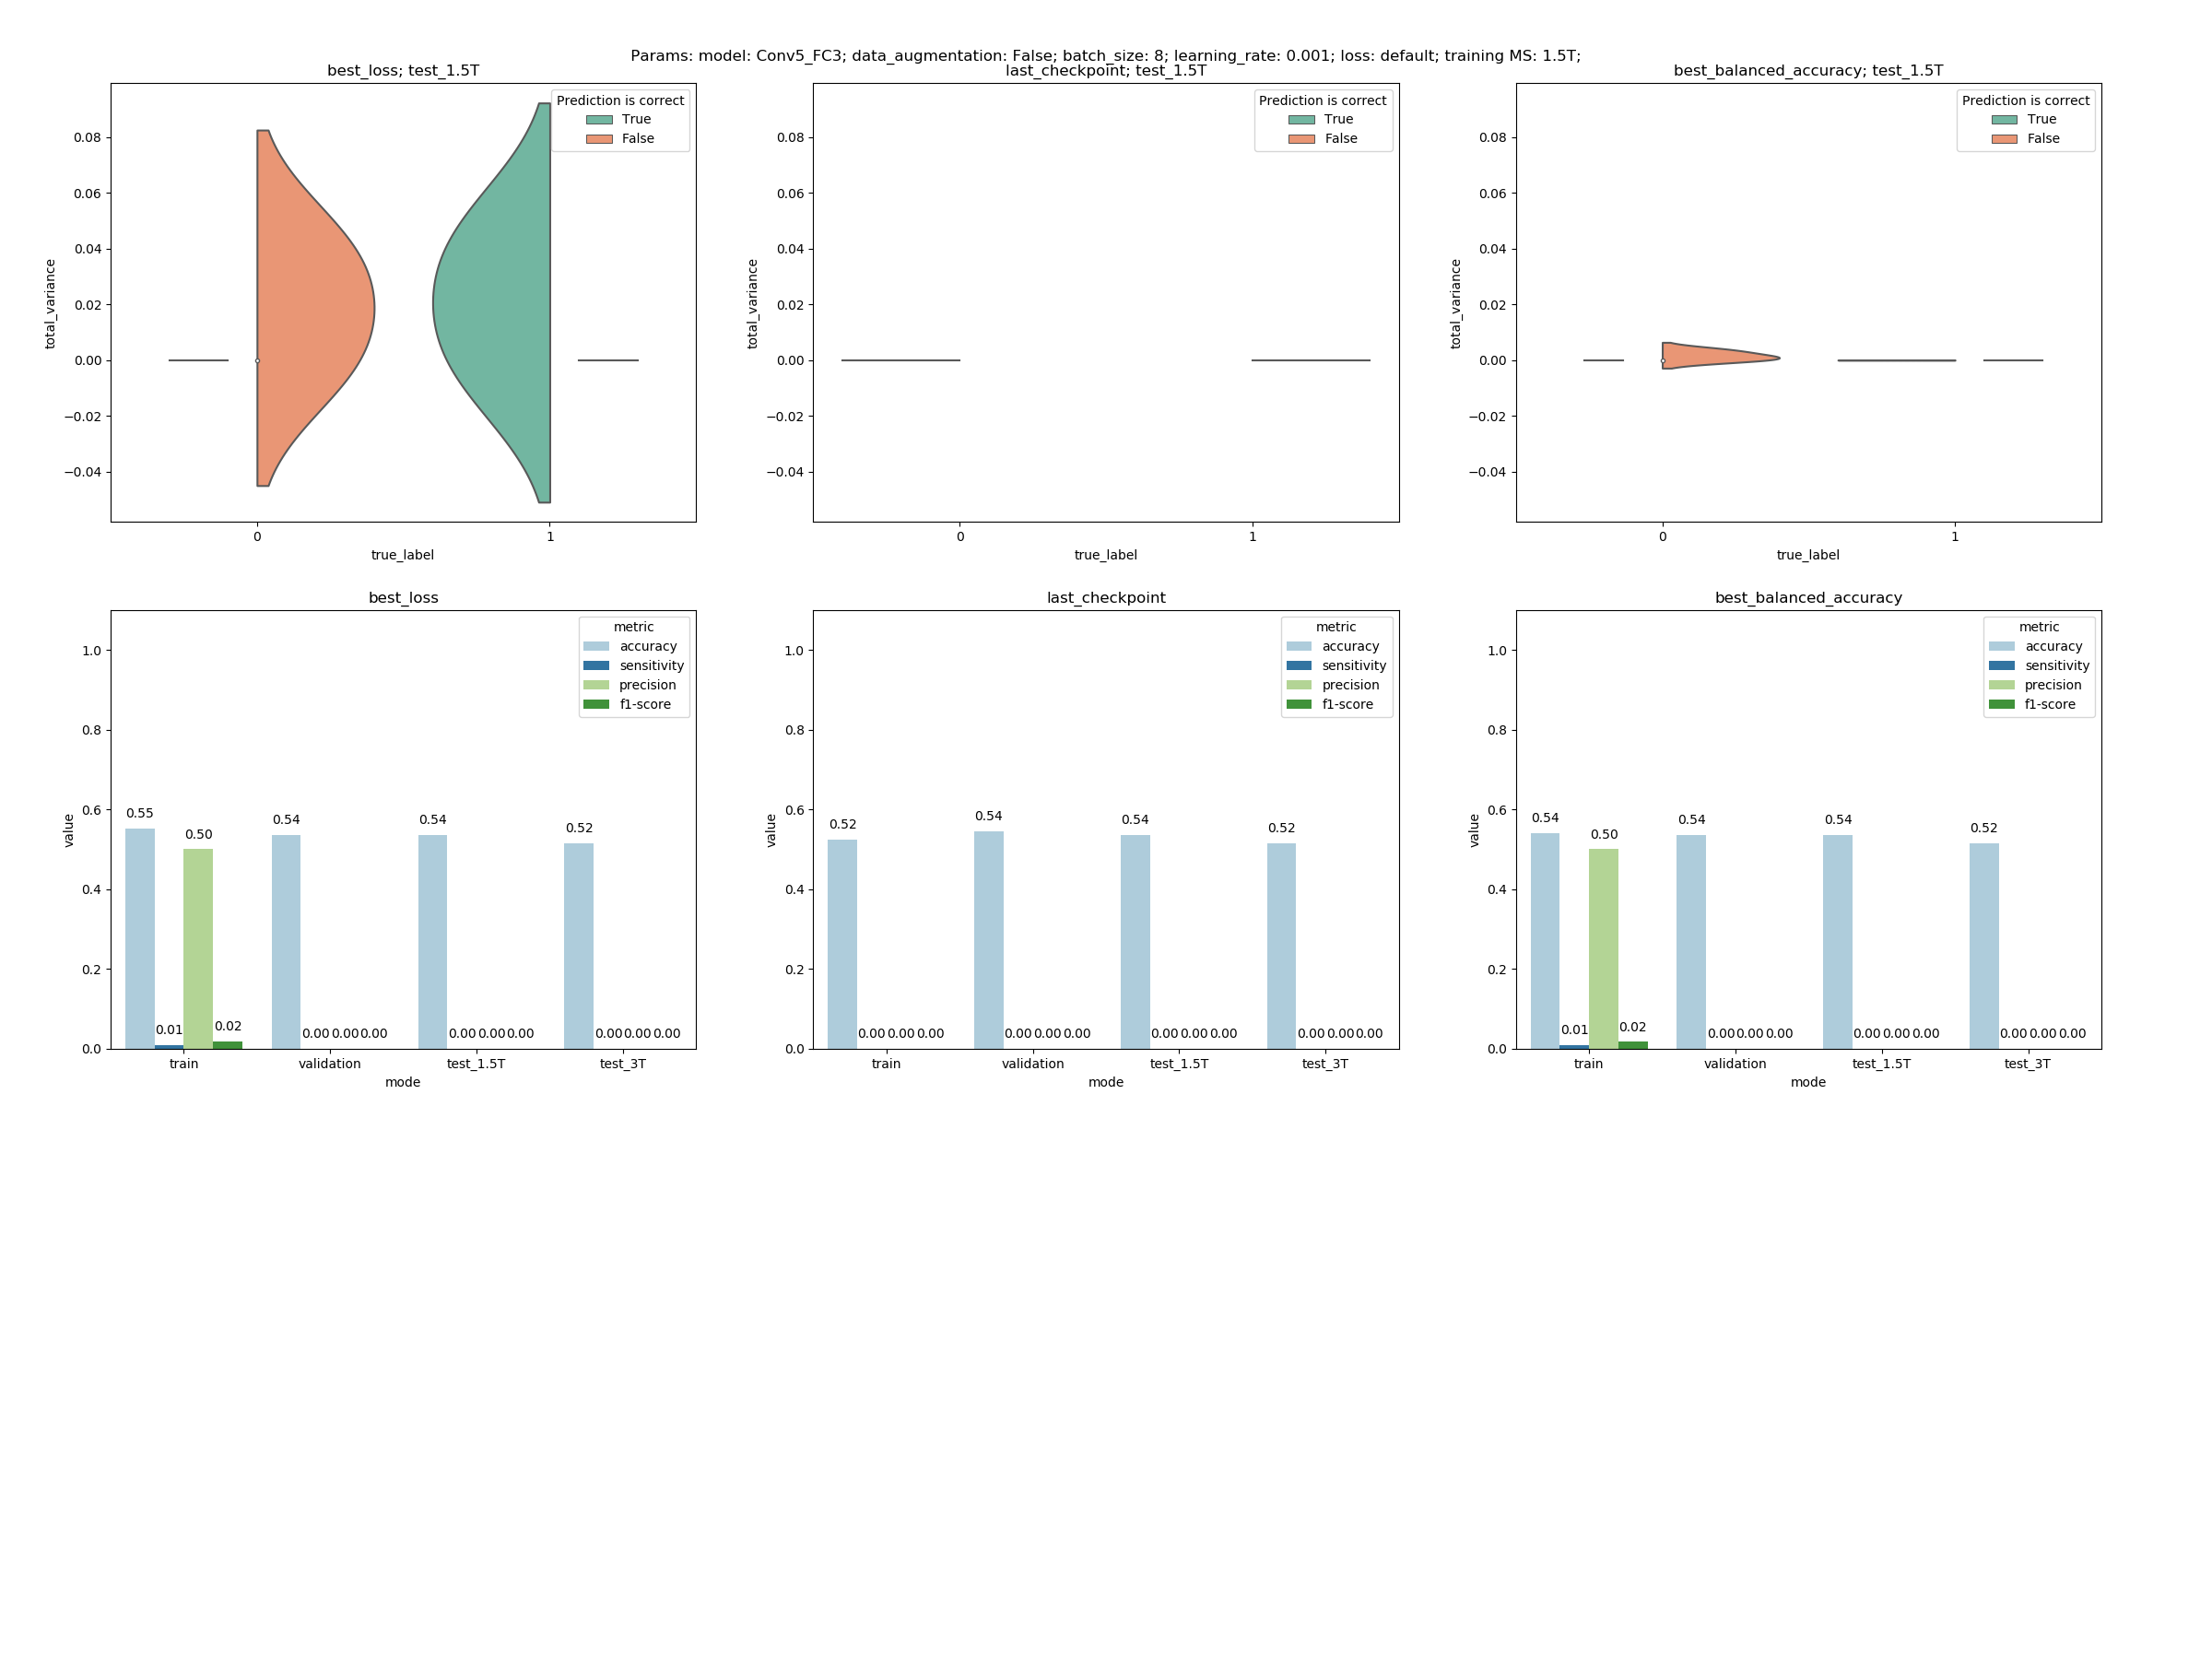 Params: model: Conv5_FC3; data_augmentation: False; batch_size: 8; learning_rate: 0.001; loss: default; training MS: 1.5T;
best_loss; test_1.5T
total_variance
0.08
0.06
0.04
0.02
0.00
−0.02
−0.04
Prediction is correct
True
False
0 1
true_label
last_checkpoint; test_1.5T
total_variance
0.08
0.06
0.04
0.02
0.00
−0.02
−0.04
Prediction is correct
True
False
0 1
true_label
best_balanced_accuracy; test_1.5T
total_variance
0.08
0.06
0.04
0.02
0.00
−0.02
−0.04
Prediction is correct
True
False
0 1
true_label
best_loss
value
1.0
0.8
0.6
0.4
0.2
0.0
metric
accuracy
sensitivity
precision
f1-score
0.55 0.01 0.50 0.02
0.54 0.00 0.00 0.00
0.54 0.00 0.00 0.00
0.52 0.00 0.00 0.00
train validation test_1.5T test_3T
mode
last_checkpoint
value
1.0
0.8
0.6
0.4
0.2
0.0
metric
accuracy
sensitivity
precision
f1-score
0.52 0.00 0.00 0.00
0.54 0.00 0.00 0.00
0.54 0.00 0.00 0.00
0.52 0.00 0.00 0.00
train validation test_1.5T test_3T
mode
best_balanced_accuracy
value
1.0
0.8
0.6
0.4
0.2
0.0
metric
accuracy
sensitivity
precision
f1-score
0.54 0.01 0.50 0.02
0.54 0.00 0.00 0.00
0.54 0.00 0.00 0.00
0.52 0.00 0.00 0.00
train validation test_1.5T test_3T
mode